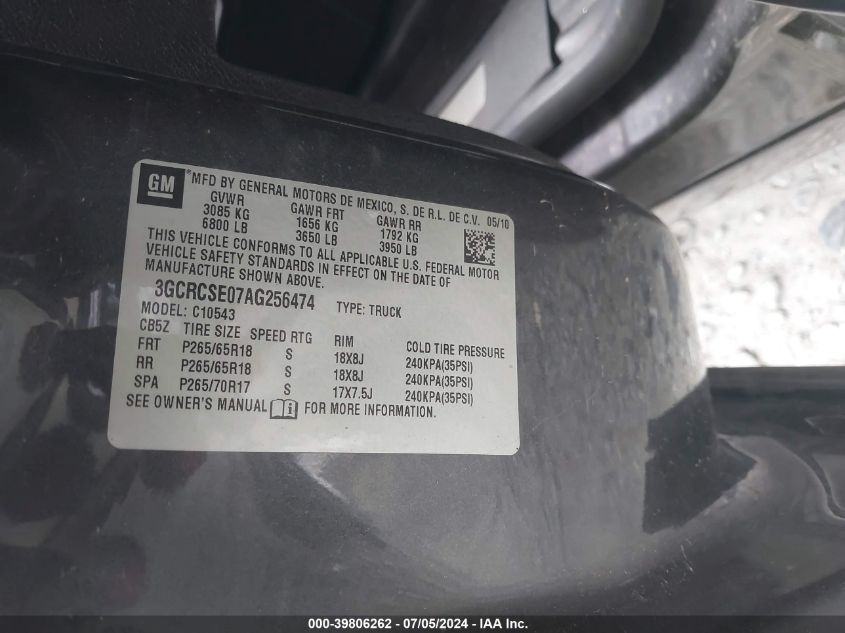 GM
*MFD BY GENERAL MOTORS DE MEXICO, S. DE R.L. DE C.V. 05/10
GVWR GAWR FRT GAWR RR
3085 KG 1656 KG 1792 KG
6800 LB 3650 LB 3950 LB
THIS VEHICLE CONFORMS TO ALL APPLICABLE U.S. FEDERAL MOTOR
VEHICLE SAFETY STANDARDS IN EFFECT ON THE DATE OF
MANUFACTURE SHOWN ABOVE.
3GCRCSE07AG256474 TYPE: TRUCK
MODEL: C10543
CB5Z TIRE SIZE SPEED RTG RIM COLD TIRE PRESSURE
FRT P265/65R18 S 18X8J 240KPA(35PSI)
RR P265/65R18 S 18X8J 240KPA(35PSI)
SPA P265/70R17 S 17X7.5J 240KPA(35PSI)
SEE OWNER'S MANUAL FOR MORE INFORMATION.
000-39806262 - 07/05/2024 - IAA Inc.